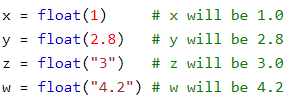 x = float(1)     # x will be 1.0
y = float(2.8)   # y will be 2.8
z = float("3")   # z will be 3.0
w = float("4.2") # w will be 4.2